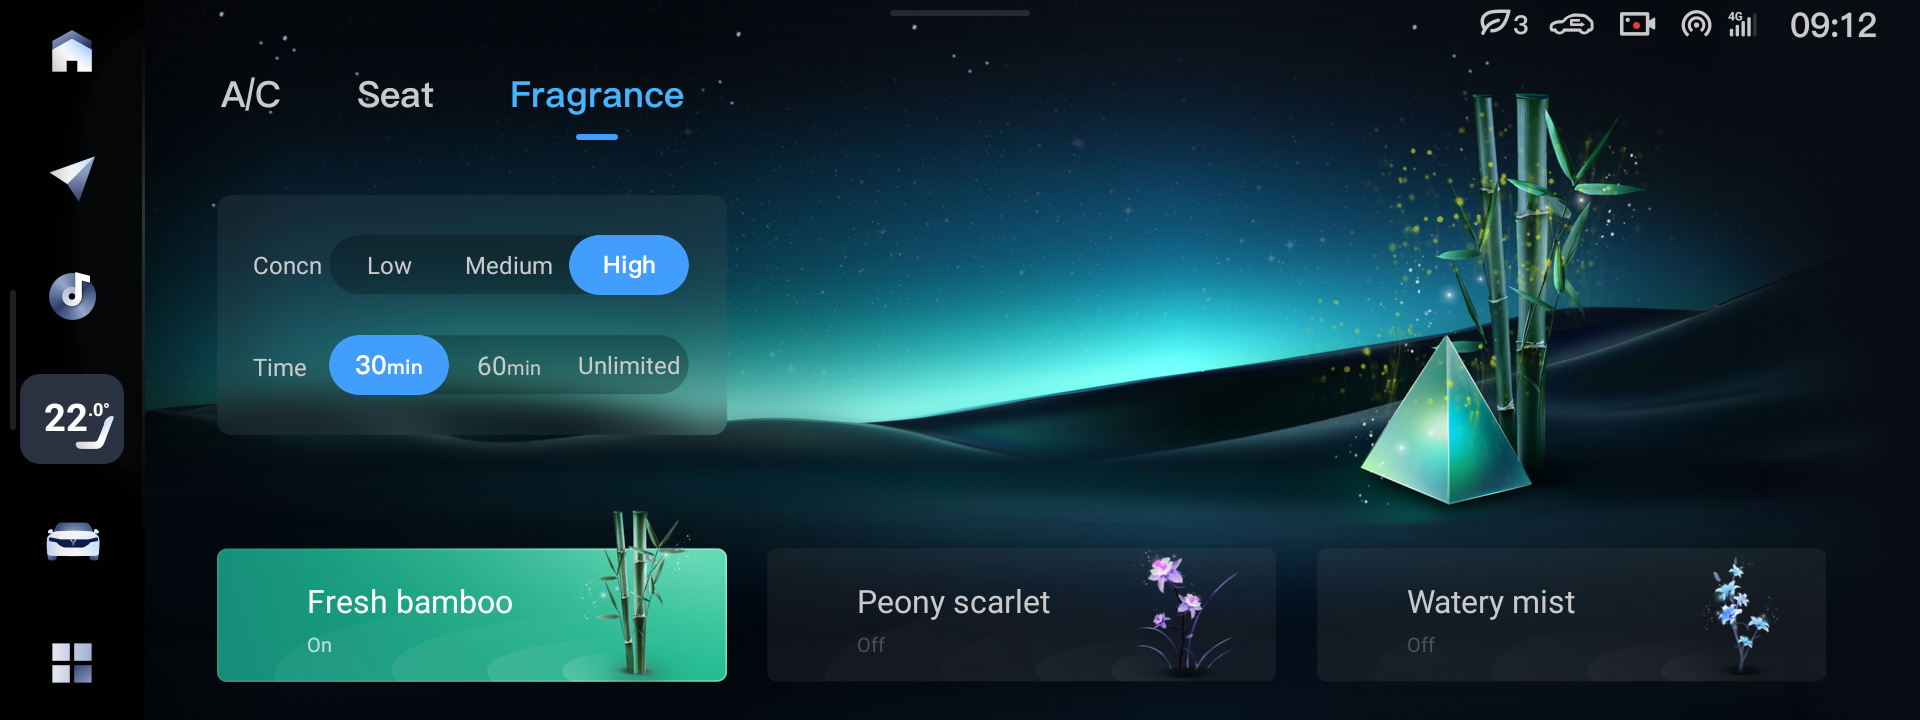 3
4G
09:12
A/C
Seat
Fragrance
Concn
Low
Medium
High
Time
30min
60min
Unlimited
22.0°
Fresh bamboo
On
Peony scarlet
Off
Watery mist
Off